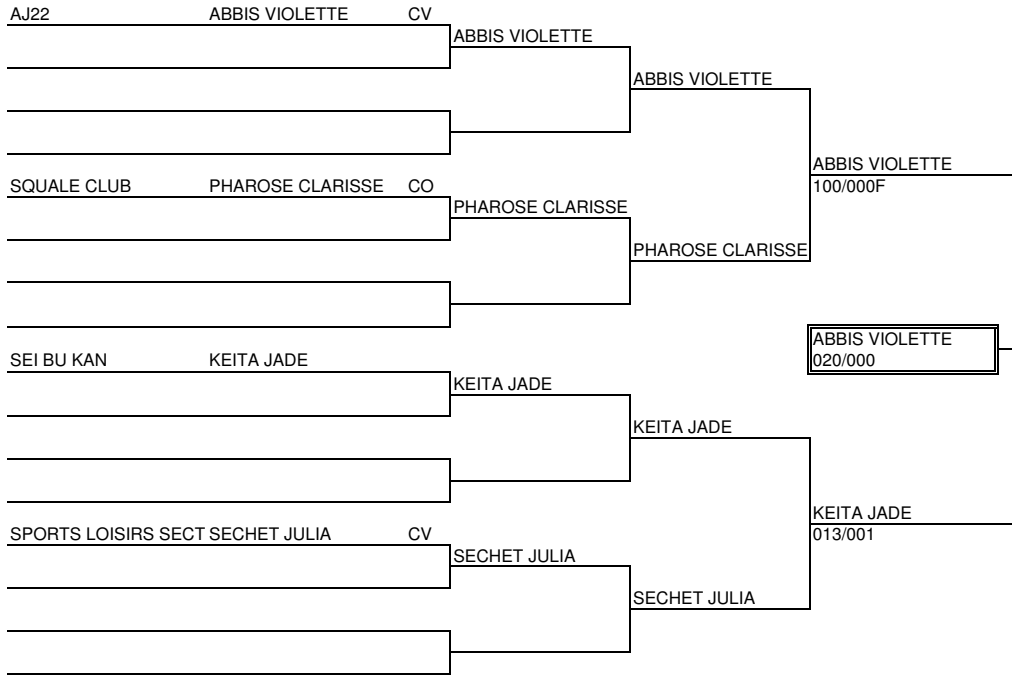 AJ22 ABBIS VIOLETTE CV
ABBIS VIOLETTE
ABBIS VIOLETTE
ABBIS VIOLETTE
100/000F
SQUALE CLUB PHAROSE CLARISSE CO
PHAROSE CLARISSE
PHAROSE CLARISSE
ABBIS VIOLETTE
020/000
SEI BU KAN KEITA JADE
KEITA JADE
KEITA JADE
KEITA JADE
013/001
SPORTS LOISIRS SECT SECHET JULIA CV
SECHET JULIA
SECHET JULIA